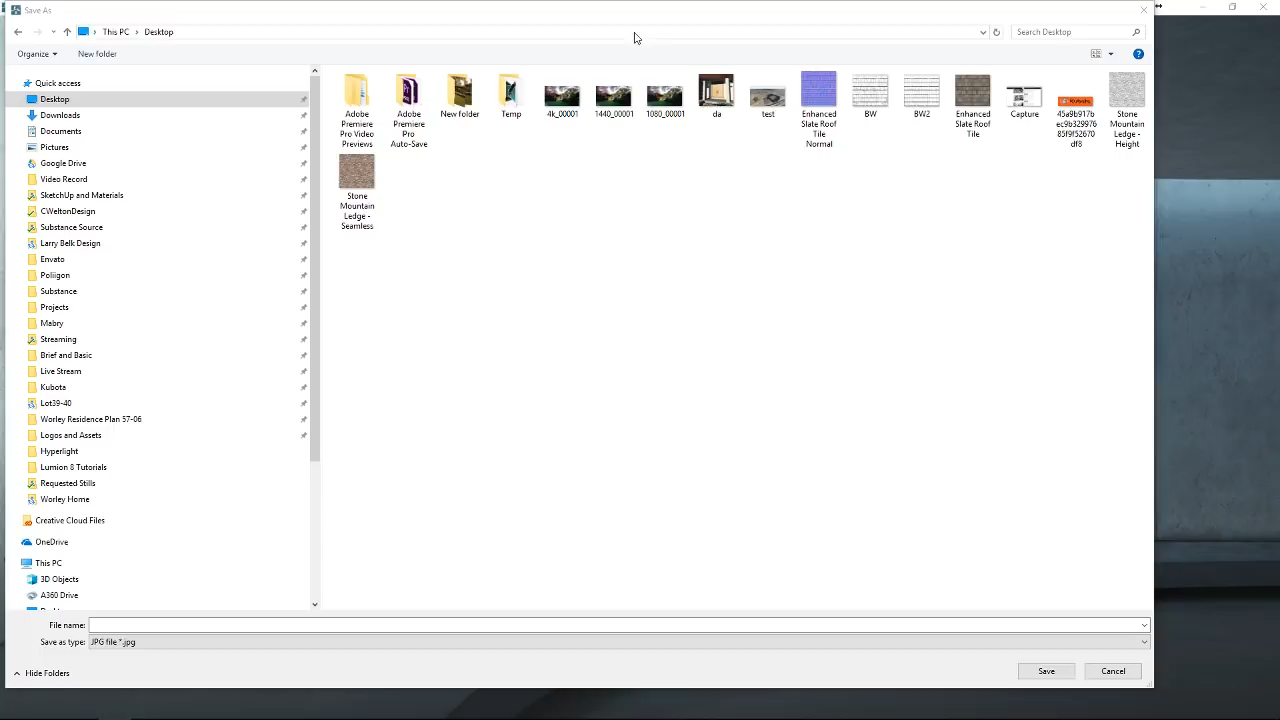 Save As
This PC › Desktop
Search Desktop
Organize
New folder
Quick access
Desktop
Downloads
Documents
Pictures
Google Drive
Video Record
SketchUp and Materials
CWeltonDesign
Substance Source
Larry Belk Design
Envato
Poliigon
Substance
Projects
Mabry
Streaming
Brief and Basic
Live Stream
Kubota
Lot39-40
Worley Residence Plan 57-06
Logos and Assets
Hyperlight
Lumion 8 Tutorials
Requested Stills
Worley Home
Creative Cloud Files
OneDrive
This PC
3D Objects
A360 Drive
Adobe
Premiere
Pro Video
Previews
Adobe
Premiere
Pro
Auto-Save
New folder
Temp
4k_00001
1440_00001
1080_00001
da
test
Enhanced
Slate Roof
Tile
Normal
BW
BW2
Enhanced
Slate Roof
Tile
Capture
45a9b917b
ec9b329976
85f9f52670
df8
Stone
Mountain
Ledge -
Height
Stone
Mountain
Ledge -
Seamless
File name:
Save as type: JPG file *.jpg
Hide Folders
Save
Cancel